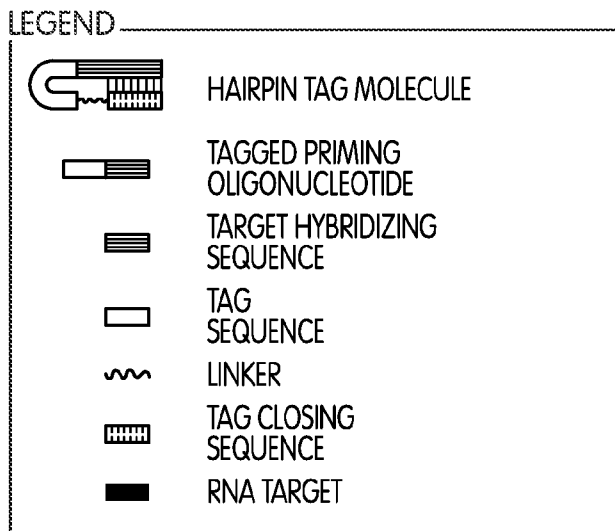 LEGEND
HAIRPIN TAG MOLECULE
TAGGED PRIMING
OLIGONUCLEOTIDE
TARGET HYBRIDIZING
SEQUENCE
TAG
SEQUENCE
LINKER
TAG CLOSING
SEQUENCE
RNA TARGET